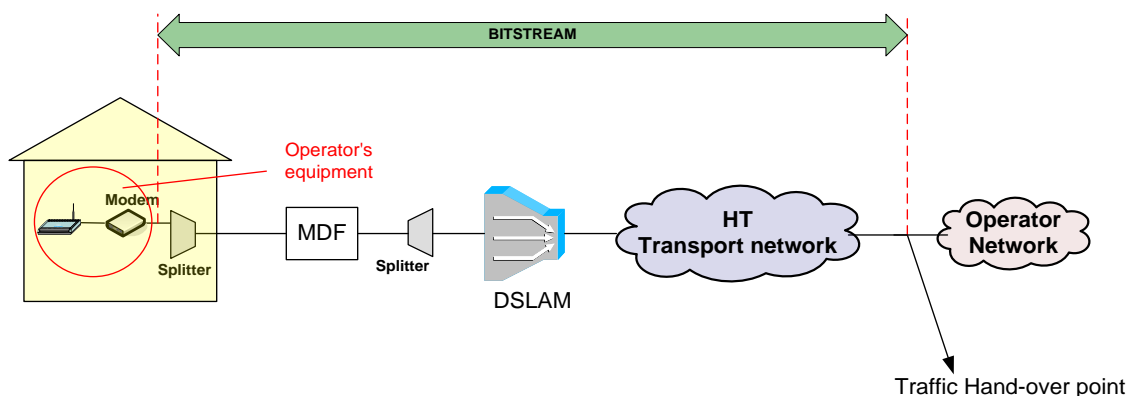 BITSTREAM
Operator's
equipment
Modem
Splitter
MDF
Splitter
DSLAM
HT
Transport network
Operator
Network
Traffic Hand-over point